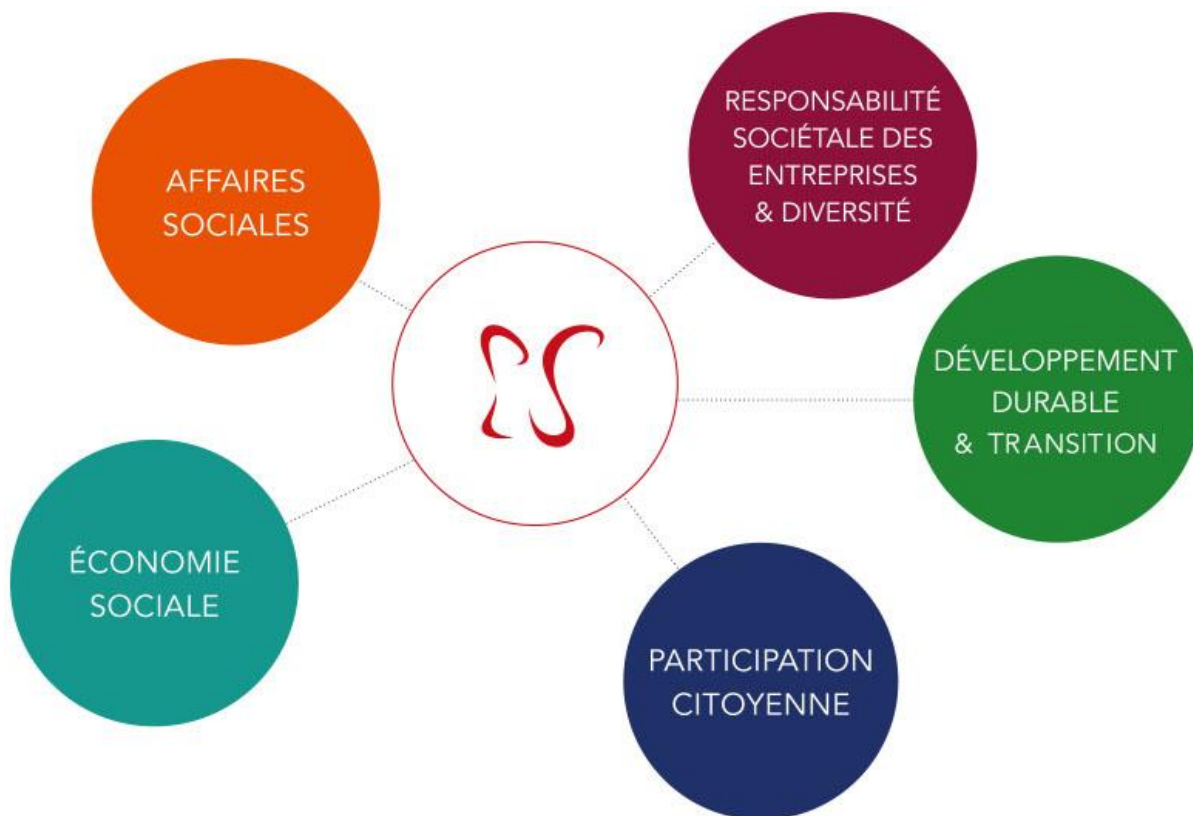 AFFAIRES
SOCIALES
RESPONSABILITÉ
SOCIÉTALE DES
ENTREPRISES
& DIVERSITÉ
DÉVELOPPEMENT
DURABLE
& TRANSITION
ÉCONOMIE
SOCIALE
PARTICIPATION
CITOYENNE